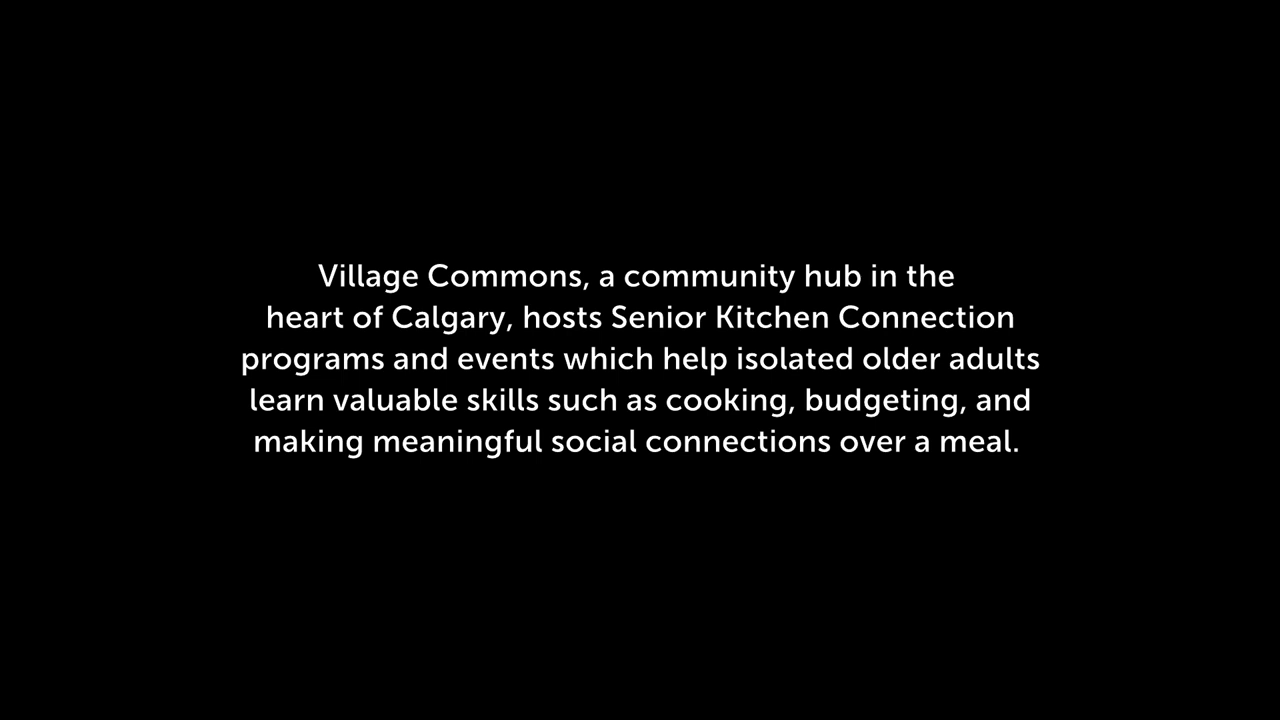 Village Commons, a community hub in the
heart of Calgary, hosts Senior Kitchen Connection
programs and events which help isolated older adults
learn valuable skills such as cooking, budgeting, and
making meaningful social connections over a meal.